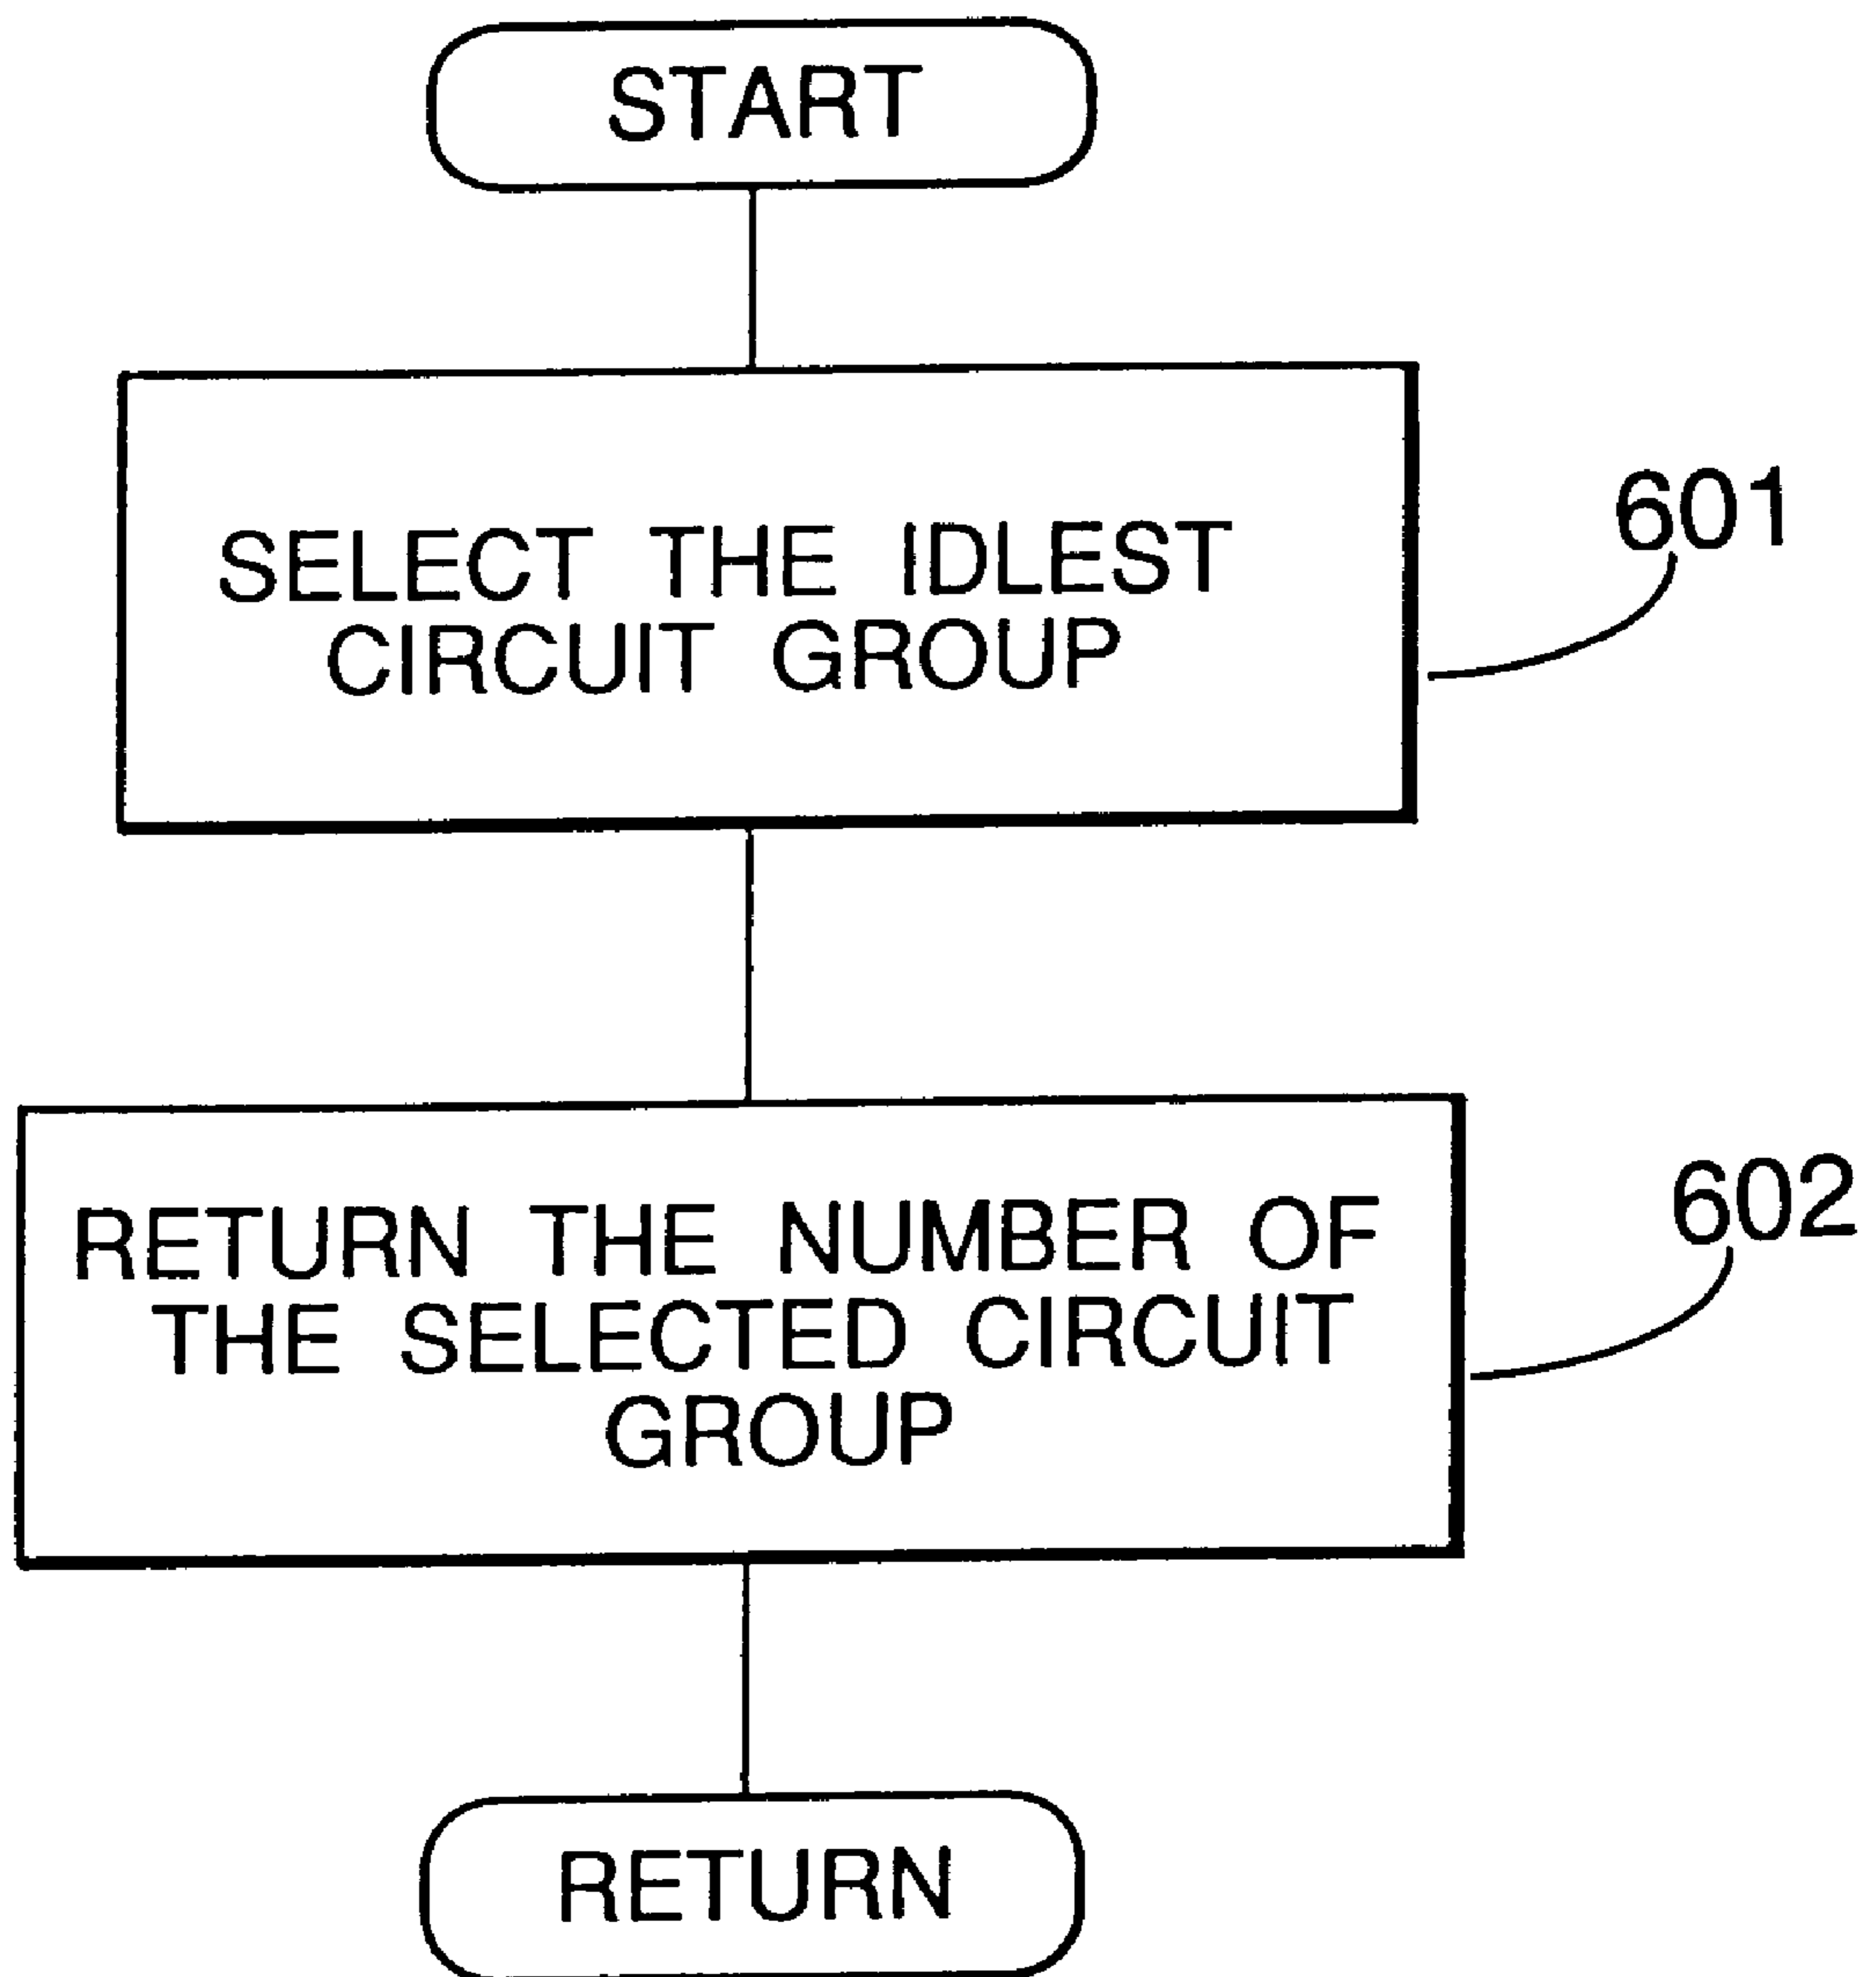 START
SELECT THE IDLEST
CIRCUIT GROUP
601
RETURN THE NUMBER OF
THE SELECTED CIRCUIT
GROUP
602
RETURN